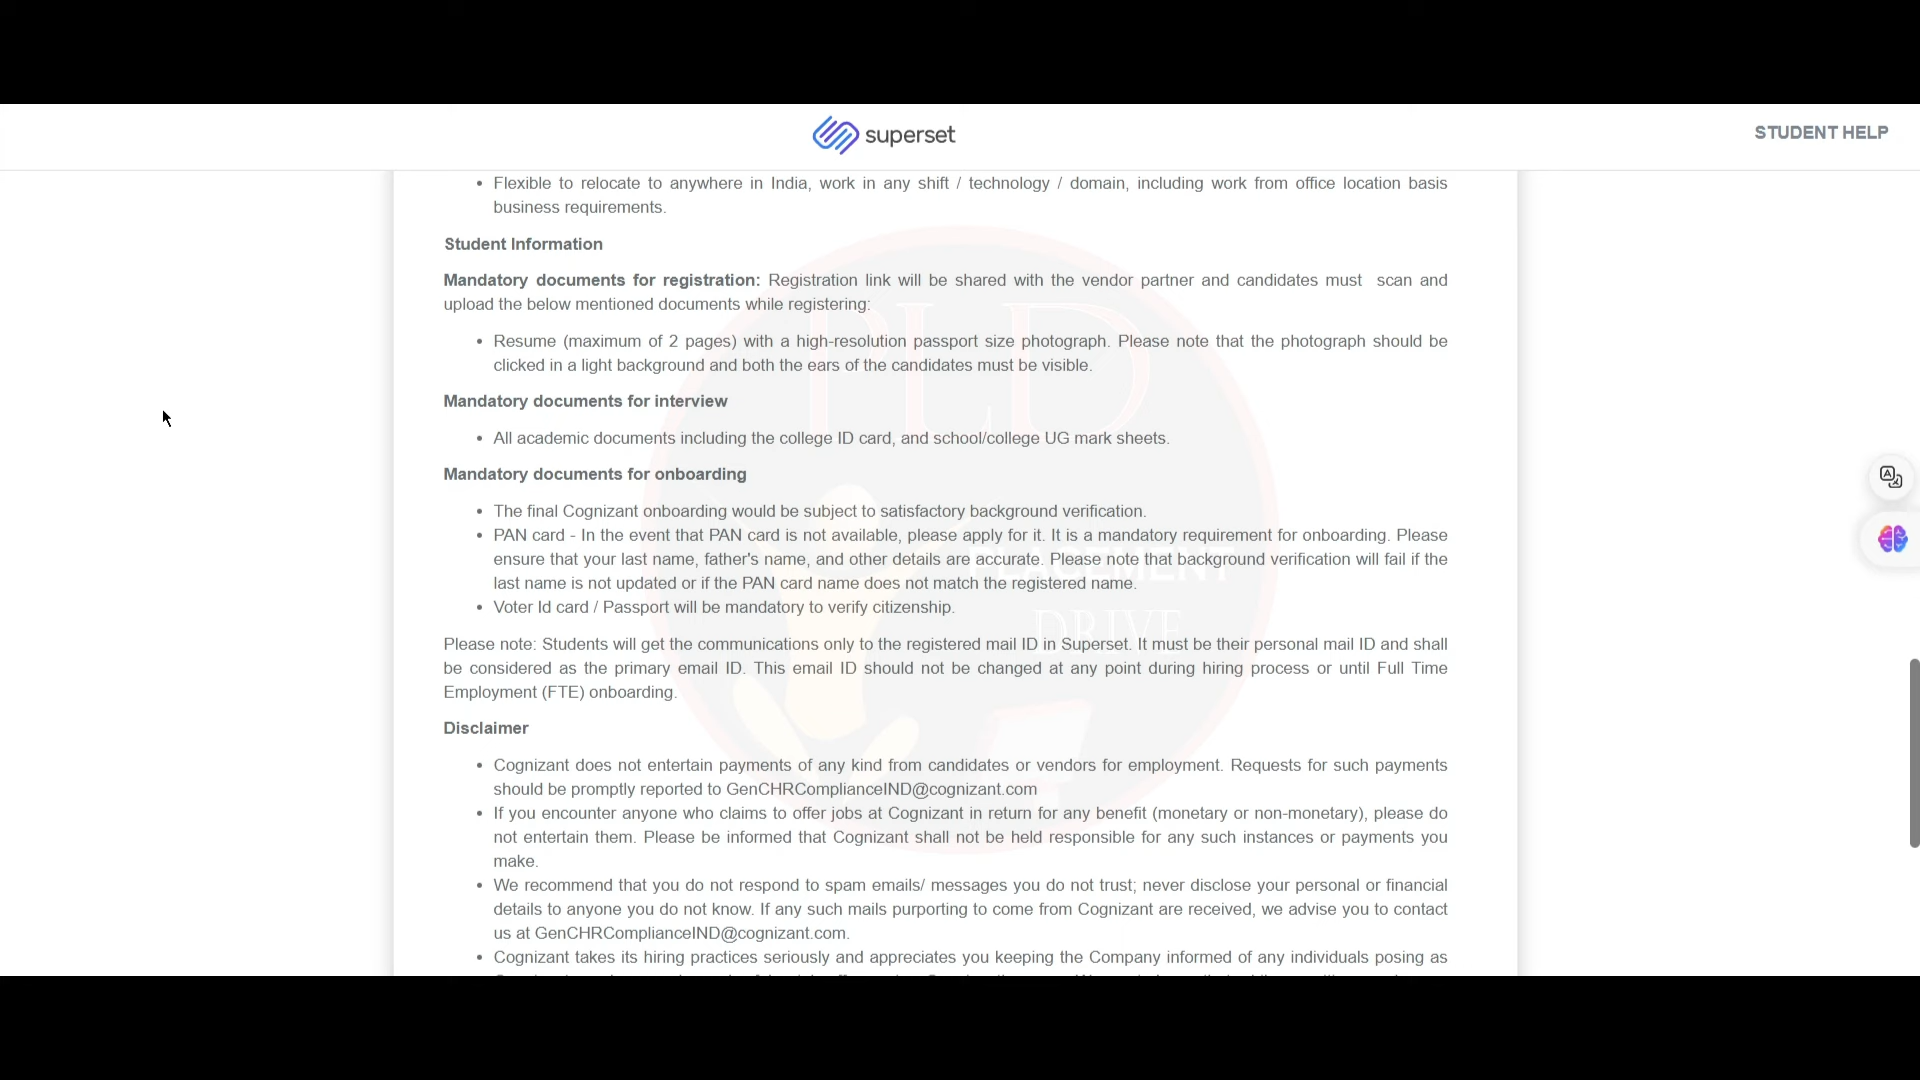 superset
STUDENT HELP
• Flexible to relocate to anywhere in India, work in any shift / technology / domain, including work from office location basis
business requirements.
Student Information
Mandatory documents for registration: Registration link will be shared with the vendor partner and candidates must scan and
upload the below mentioned documents while registering:
• Resume (maximum of 2 pages) with a high-resolution passport size photograph. Please note that the photograph should be
clicked in a light background and both the ears of the candidates must be visible.
Mandatory documents for interview
• All academic documents including the college ID card, and school/college UG mark sheets.
Mandatory documents for onboarding
• The final Cognizant onboarding would be subject to satisfactory background verification.
• PAN card - In the event that PAN card is not available, please apply for it. It is a mandatory requirement for onboarding. Please
ensure that your last name, father's name, and other details are accurate. Please note that background verification will fail if the
last name is not updated or if the PAN card name does not match the registered name.
• Voter Id card / Passport will be mandatory to verify citizenship.
Please note: Students will get the communications only to the registered mail ID in Superset. It must be their personal mail ID and shall
be considered as the primary email ID. This email ID should not be changed at any point during hiring process or until Full Time
Employment (FTE) onboarding.
Disclaimer
• Cognizant does not entertain payments of any kind from candidates or vendors for employment. Requests for such payments
should be promptly reported to GenCHRComplianceIND@cognizant.com
• If you encounter anyone who claims to offer jobs at Cognizant in return for any benefit (monetary or non-monetary), please do
not entertain them. Please be informed that Cognizant shall not be held responsible for any such instances or payments you
make.
• We recommend that you do not respond to spam emails/ messages you do not trust; never disclose your personal or financial
details to anyone you do not know. If any such mails purporting to come from Cognizant are received, we advise you to contact
us at GenCHRComplianceIND@cognizant.com.
• Cognizant takes its hiring practices seriously and appreciates you keeping the Company informed of any individuals posing as
PLD
PLACEMENT
DRIVE